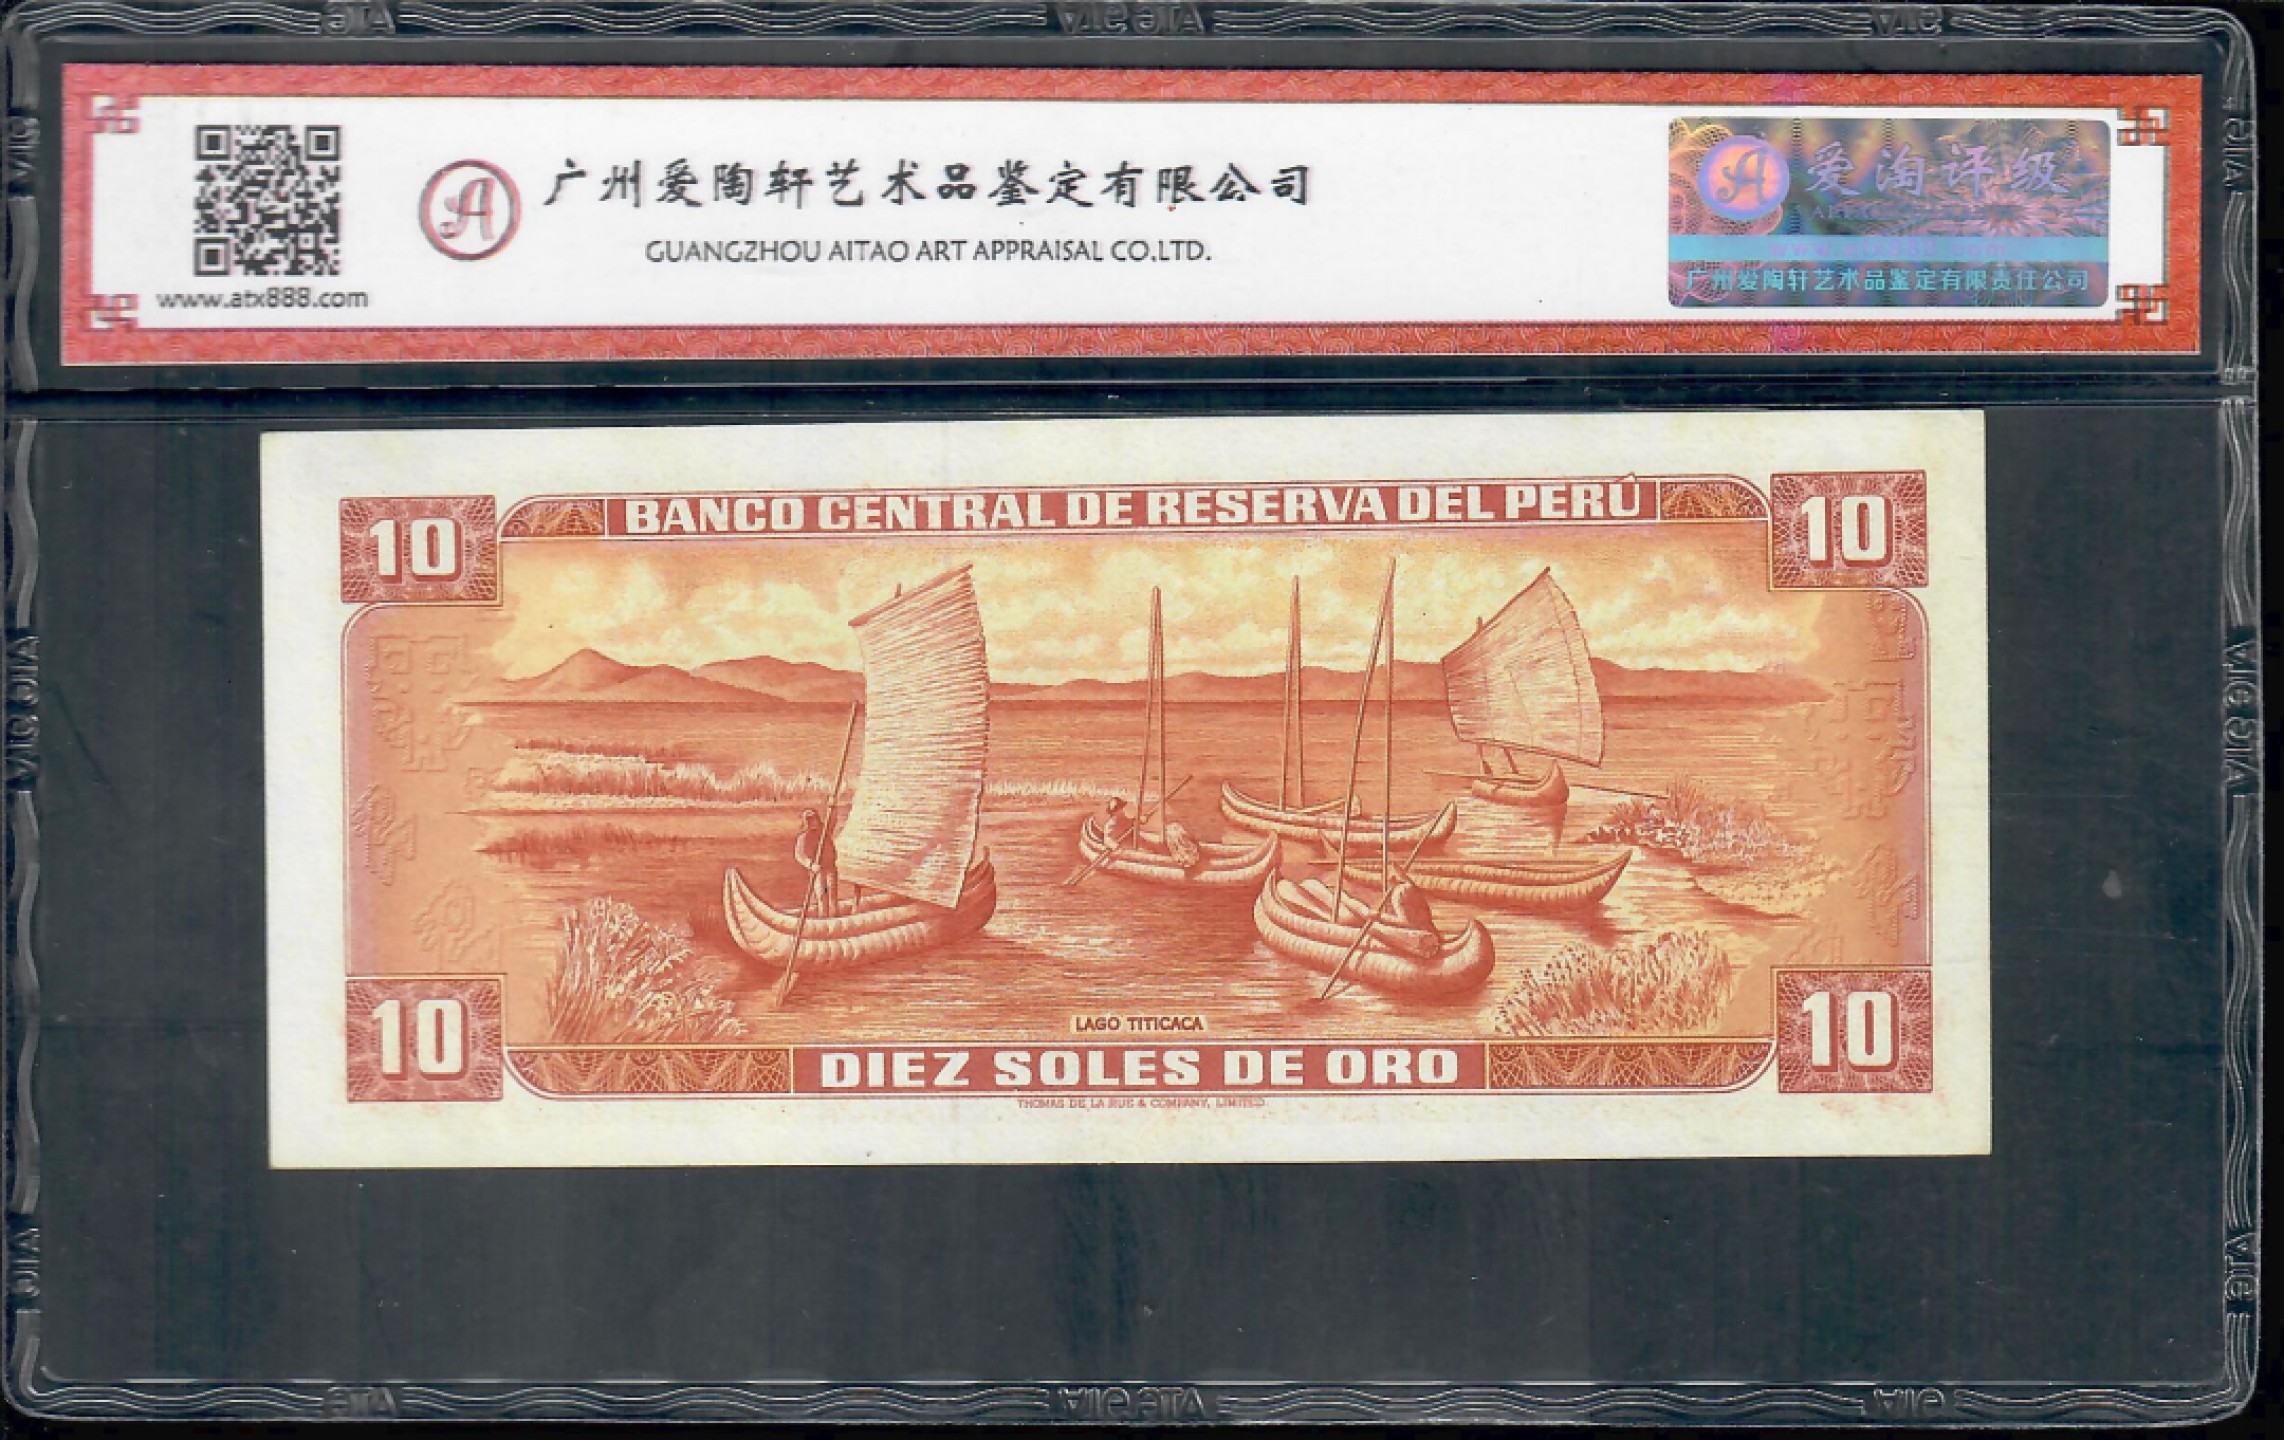 广州爱陶轩艺术品鉴定有限公司
GUANGZHOU AITAO ART APPRAISAL CO.LTD.
www.atx888.com
爱淘评级
www.atx888.com
广州爱陶轩艺术品鉴定有限责任公司
BANCO CENTRAL DE RESERVA DEL PERÚ
10
10
LAGO TITICACA
10
10
DIEZ SOLES DE ORO
THOMAS DE LA RUE & COMPANY, LIMITED.